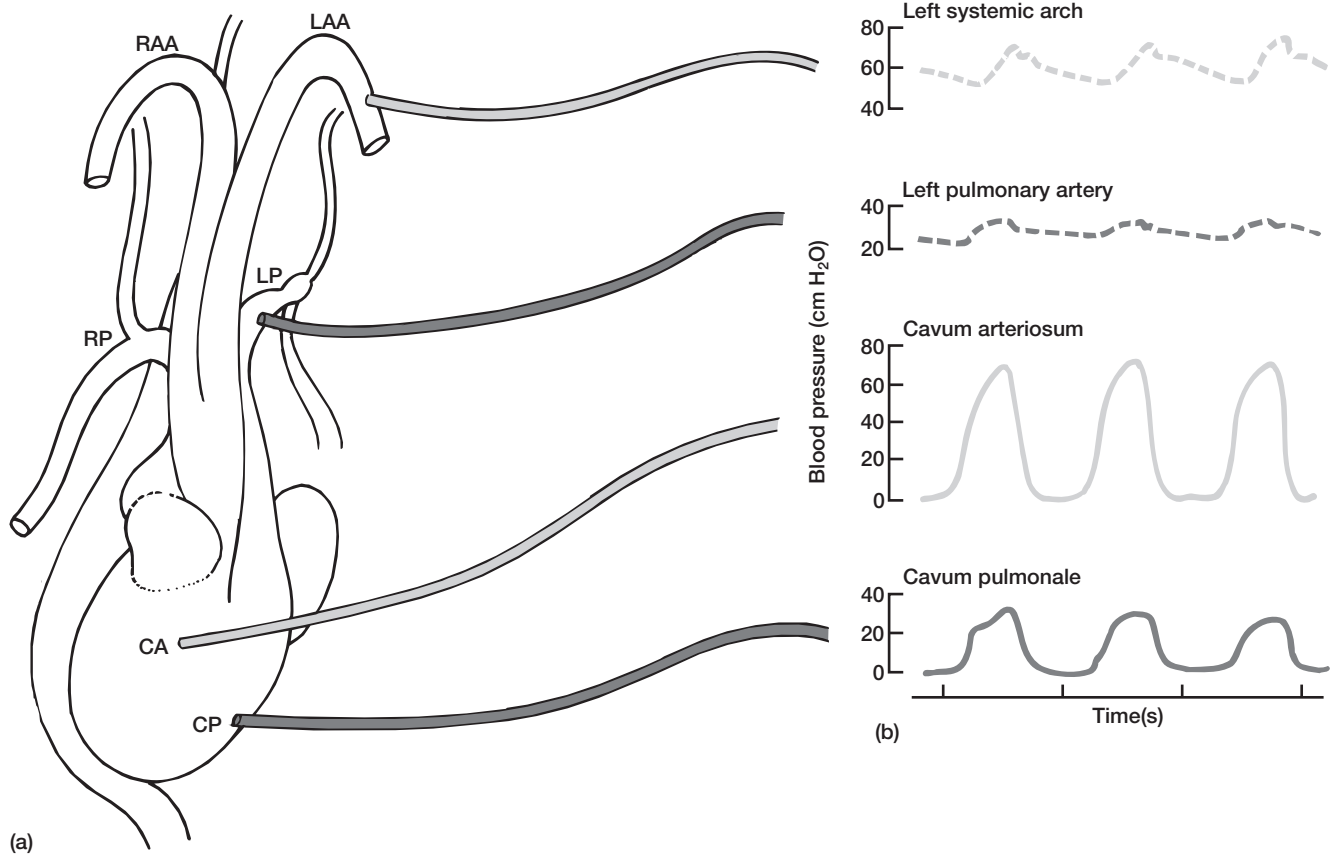 LAA
RAA
LP
RP
CA
CP
(a)
Left systemic arch
80
60
40
Left pulmonary artery
40
20
Blood pressure (cm H₂O)
Cavum arteriosum
80
60
40
20
0
Cavum pulmonale
40
20
0
Time(s)
(b)